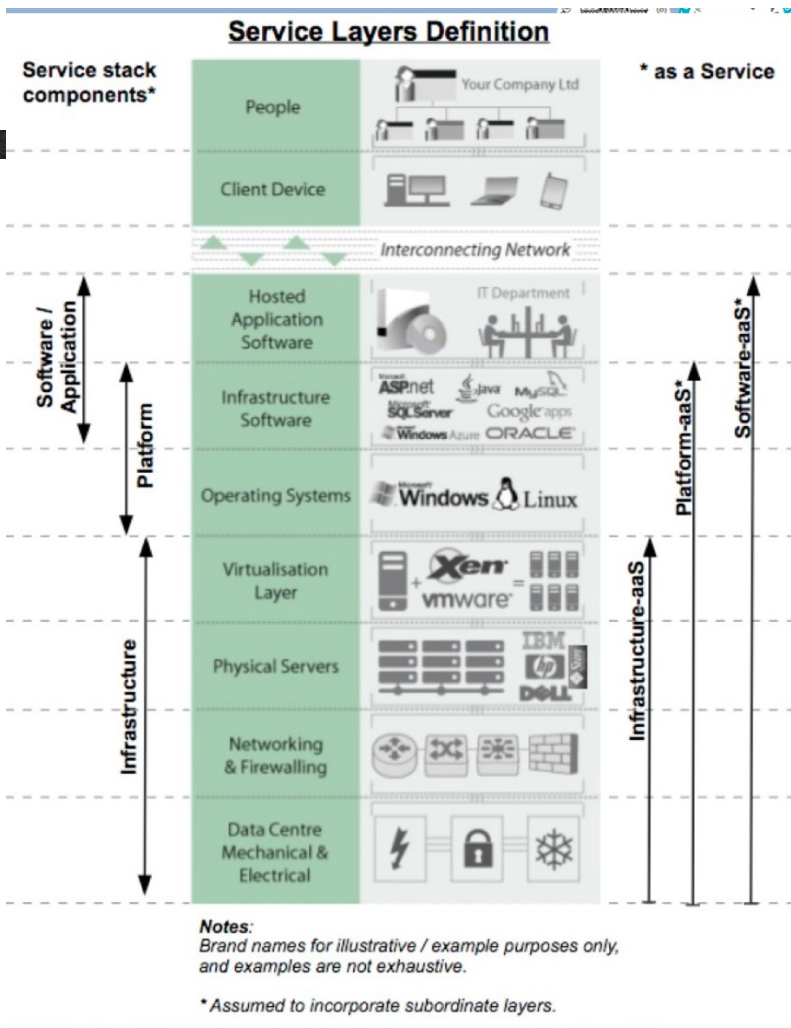 Service Layers Definition
Service stack
components*
* as a Service
People
Your Company Ltd
Client Device
Interconnecting Network
Hosted
Application
Software
IT Department
Infrastructure
Software
Microsoft
ASP.net
Java
MySQL
Microsoft
SQL Server
Google apps
Windows Azure
ORACLE
Operating Systems
Microsoft
Windows
Linux
Virtualisation
Layer
+
Xen
vmware
=
Physical Servers
IBM
hp
Sun
DELL
Networking
& Firewalling
Data Centre
Mechanical &
Electrical
Software /
Application
Platform
Infrastructure
Infrastructure-aaS
Platform-aaS*
Software-aaS*
Notes:
Brand names for illustrative / example purposes only,
and examples are not exhaustive.
* Assumed to incorporate subordinate layers.